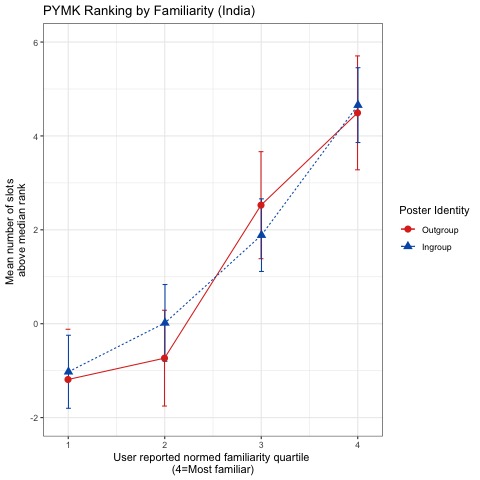 PYMK Ranking by Familiarity (India)
6
4
2
0
-2
Mean number of slots
above median rank
1 2 3 4
User reported normed familiarity quartile
(4=Most familiar)
Poster Identity
Outgroup
Ingroup